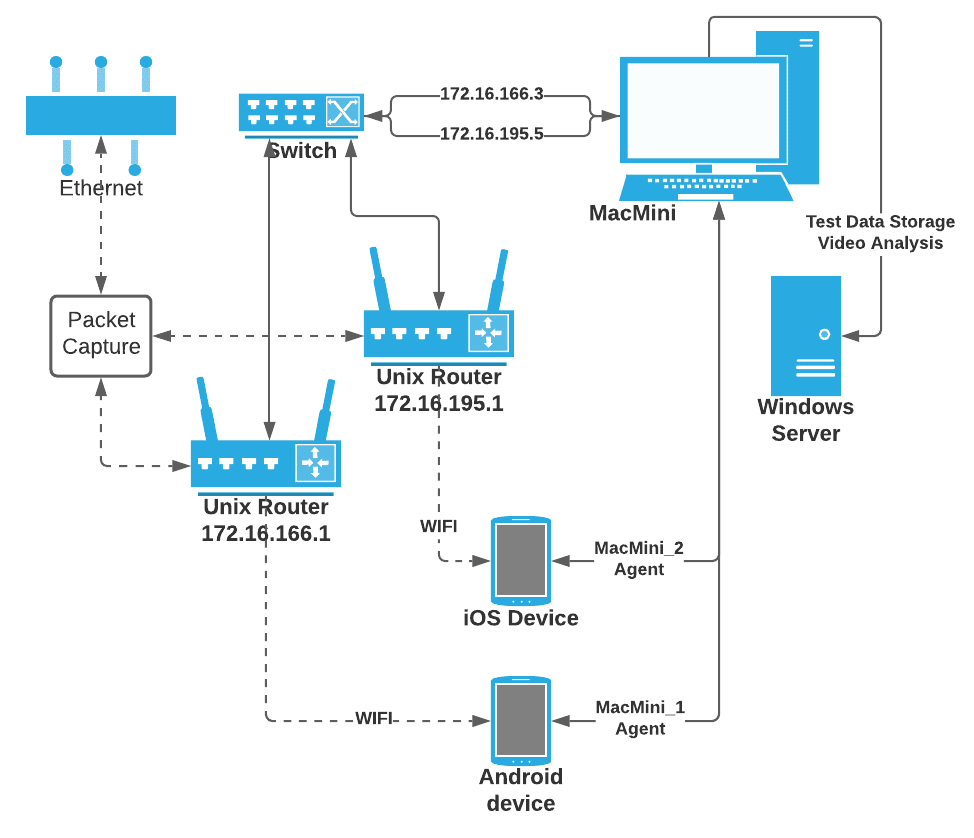 172.16.166.3
172.16.195.5
Switch
Ethernet
MacMini
Test Data Storage
Video Analysis
Packet
Capture
Unix Router
172.16.195.1
Windows
Server
Unix Router
172.16.166.1
WIFI
MacMini_2
Agent
iOS Device
WIFI
MacMini_1
Agent
Android
device